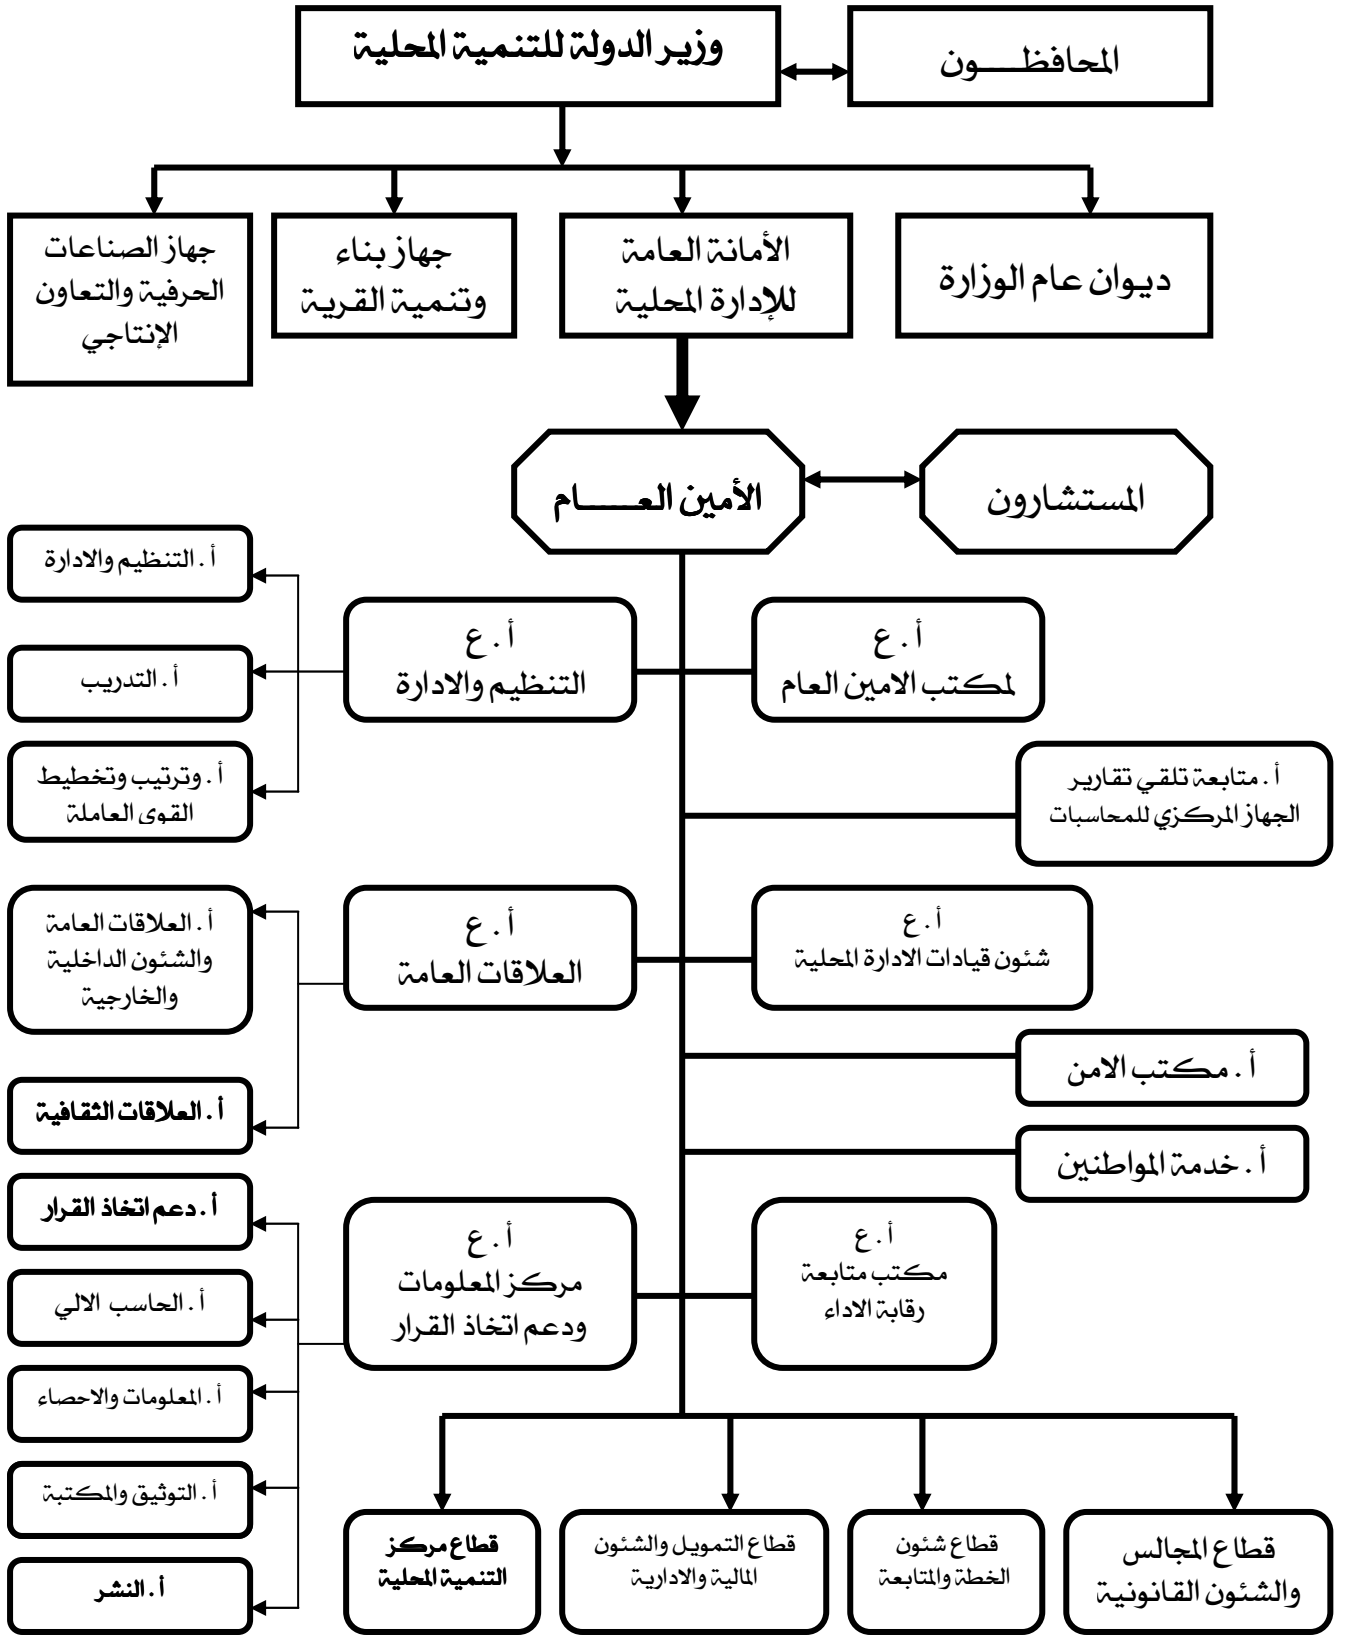 وزير الدولة للتنمية المحلية
المحافظـــــون
ديوان عام الوزارة
الأمانة العامة
للإدارة المحلية
جهاز بناء
وتنمية القرية
جهاز الصناعات
الحرفية والتعاون
الإنتاجي
المستشارون
الأمين العـــــــام
أ . ع
لمكتب الامين العام
أ . ع
التنظيم والادارة
أ . التنظيم والادارة
أ . التدريب
أ . وترتيب وتخطيط
القوى العاملة
أ . متابعة تلقي تقارير
الجهاز المركزي للمحاسبات
أ . ع
شئون قيادات الادارة المحلية
أ . ع
العلاقات العامة
أ . العلاقات العامة
والشئون الداخلية
والخارجية
أ . العلاقات الثقافية
أ . مكتب الامن
أ . خدمة المواطنين
أ . ع
مكتب متابعة
رقابة الاداء
أ . ع
مركز المعلومات
ودعم اتخاذ القرار
أ . دعم اتخاذ القرار
أ . الحاسب الالي
أ . المعلومات والاحصاء
أ . التوثيق والمكتبة
أ . النشر
قطاع المجالس
والشئون القانونية
قطاع شئون
الخطة والمتابعة
قطاع التمويل والشئون
المالية والادارية
قطاع مركز
التنمية المحلية